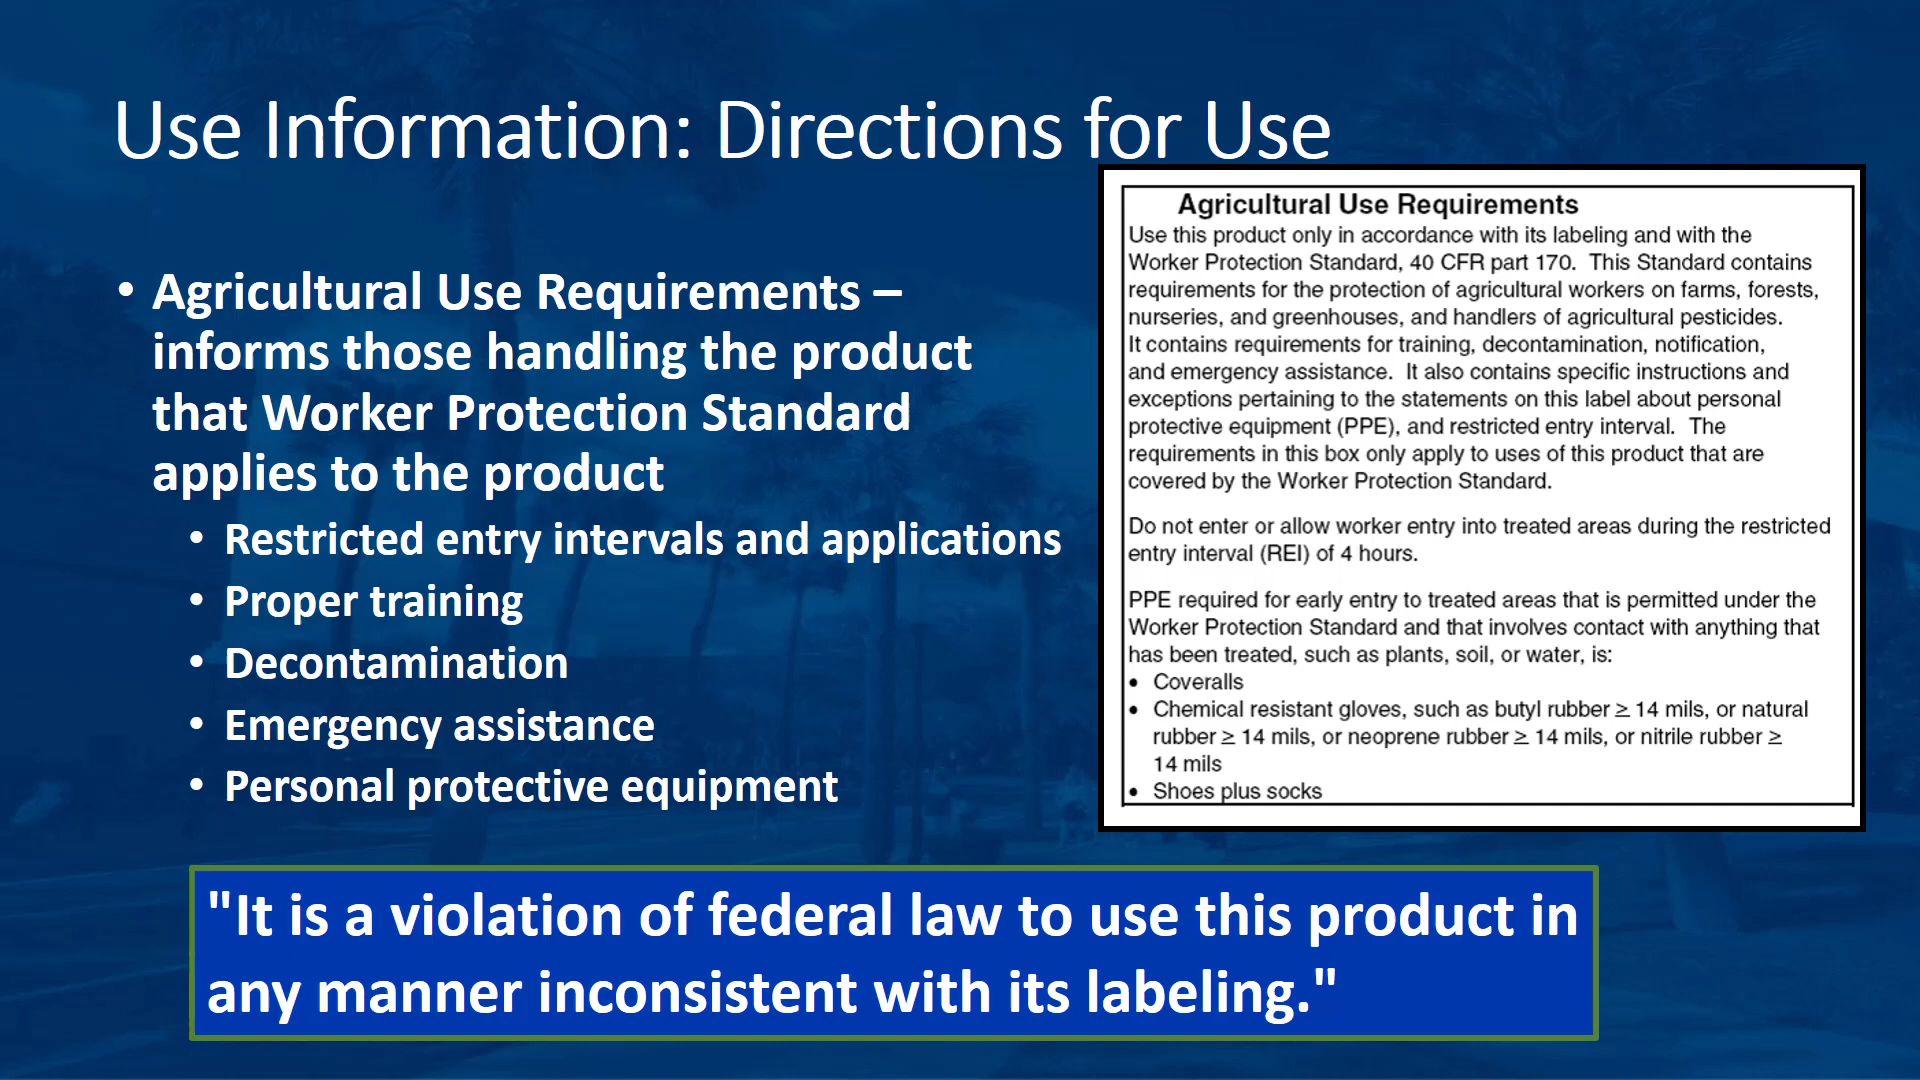 Use Information: Directions for Use
• Agricultural Use Requirements –
informs those handling the product
that Worker Protection Standard
applies to the product
• Restricted entry intervals and applications
• Proper training
• Decontamination
• Emergency assistance
• Personal protective equipment
Agricultural Use Requirements
Use this product only in accordance with its labeling and with the
Worker Protection Standard, 40 CFR part 170. This Standard contains
requirements for the protection of agricultural workers on farms, forests,
nurseries, and greenhouses, and handlers of agricultural pesticides.
It contains requirements for training, decontamination, notification,
and emergency assistance. It also contains specific instructions and
exceptions pertaining to the statements on this label about personal
protective equipment (PPE), and restricted entry interval. The
requirements in this box only apply to uses of this product that are
covered by the Worker Protection Standard.
Do not enter or allow worker entry into treated areas during the restricted
entry interval (REI) of 4 hours.
PPE required for early entry to treated areas that is permitted under the
Worker Protection Standard and that involves contact with anything that
has been treated, such as plants, soil, or water, is:
• Coveralls
• Chemical resistant gloves, such as butyl rubber ≥ 14 mils, or natural
rubber ≥ 14 mils, or neoprene rubber ≥ 14 mils, or nitrile rubber ≥
14 mils
• Shoes plus socks
"It is a violation of federal law to use this product in
any manner inconsistent with its labeling."